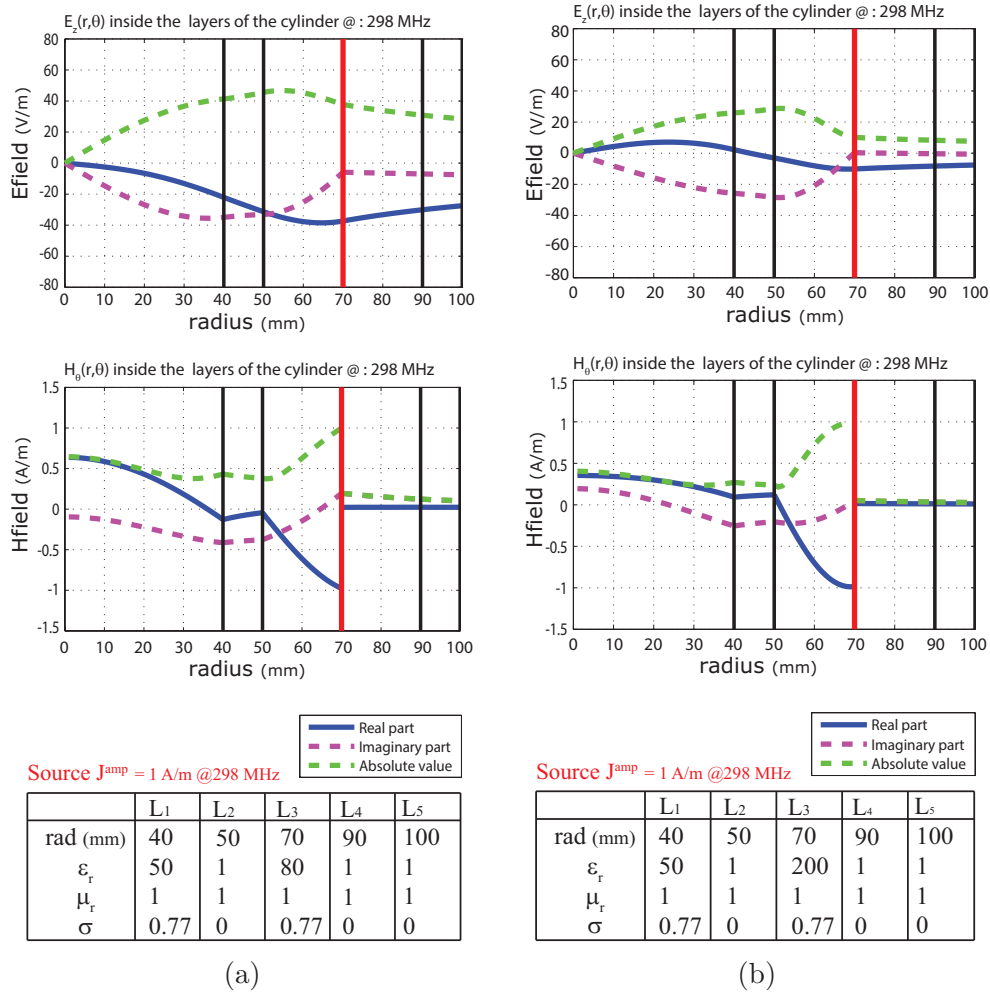 E_z(r,θ) inside the layers of the cylinder @ : 298 MHz
80
60
40
20
0
-20
-40
-60
-80
Efield (V/m)
0 10 20 30 40 50 60 70 80 90 100
radius (mm)
H_θ(r,θ) inside the layers of the cylinder @ : 298 MHz
1.5
1
0.5
0
-0.5
-1
-1.5
Hfield (A/m)
0 10 20 30 40 50 60 70 80 90 100
radius (mm)
Real part
Imaginary part
Absolute value
Source J^amp = 1 A/m @298 MHz
L1 L2 L3 L4 L5
rad (mm) 40 50 70 90 100
ε_r 50 1 80 1 1
μ_r 1 1 1 1 1
σ 0.77 0 0.77 0 0
(a)
E_z(r,θ) inside the layers of the cylinder @ : 298 MHz
80
60
40
20
0
-20
-40
-60
-80
Efield (V/m)
0 10 20 30 40 50 60 70 80 90 100
radius (mm)
H_θ(r,θ) inside the layers of the cylinder @ : 298 MHz
1.5
1
0.5
0
-0.5
-1
-1.5
Hfield (A/m)
0 10 20 30 40 50 60 70 80 90 100
radius (mm)
Real part
Imaginary part
Absolute value
Source J^amp = 1 A/m @298 MHz
L1 L2 L3 L4 L5
rad (mm) 40 50 70 90 100
ε_r 50 1 200 1 1
μ_r 1 1 1 1 1
σ 0.77 0 0.77 0 0
(b)